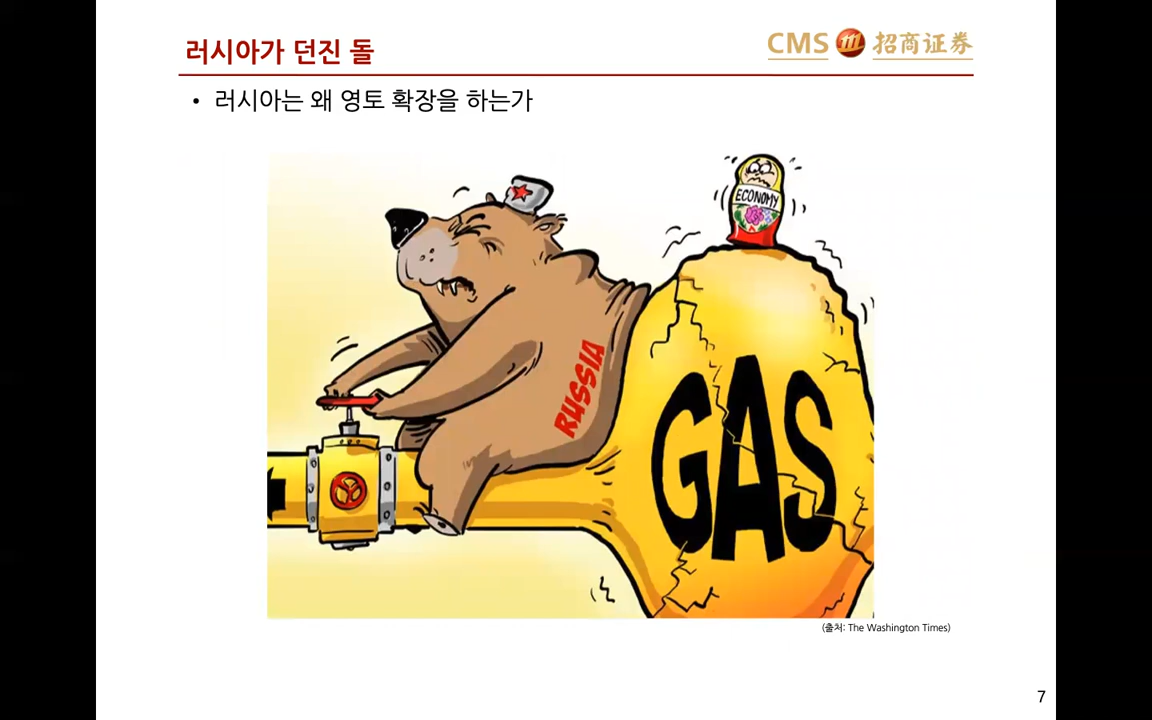 러시아가 던진 돌
CMS 招商证券
• 러시아는 왜 영토 확장을 하는가
ECONOMY
RUSSIA
GAS
(출처: The Washington Times)
7